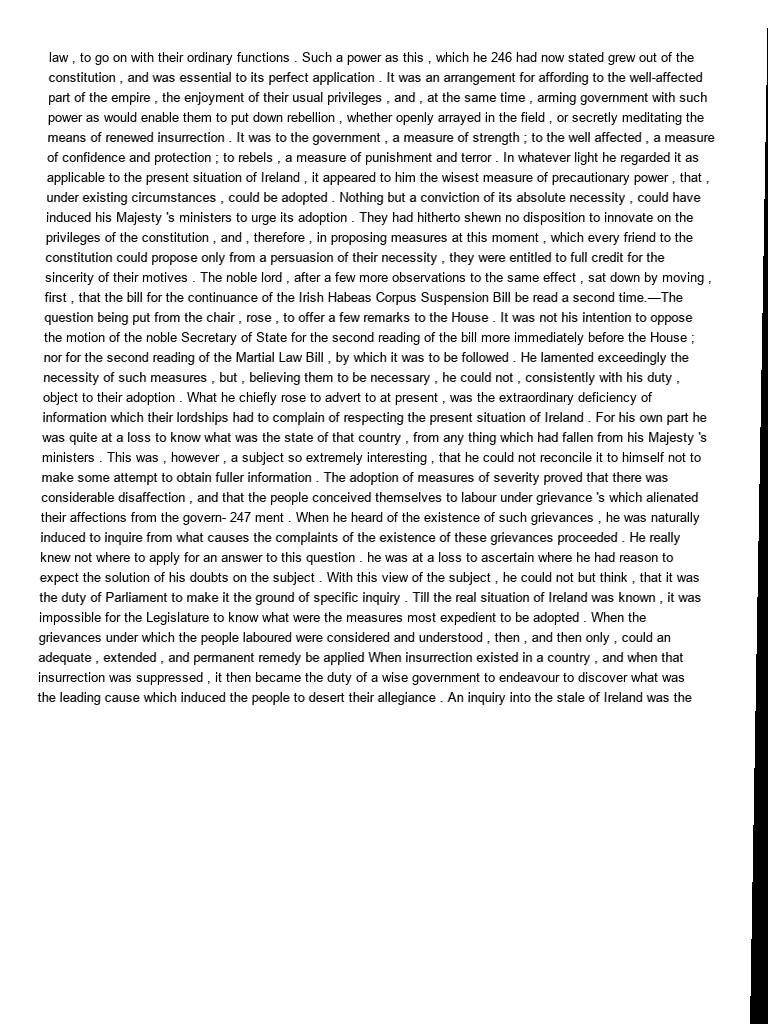 law , to go on with their ordinary functions . Such a power as this , which he 246 had now stated grew out of the
constitution , and was essential to its perfect application . It was an arrangement for affording to the well-affected
part of the empire , the enjoyment of their usual privileges , and , at the same time , arming government with such
power as would enable them to put down rebellion , whether openly arrayed in the field , or secretly meditating the
means of renewed insurrection . It was to the government , a measure of strength ; to the well affected , a measure
of confidence and protection ; to rebels , a measure of punishment and terror . In whatever light he regarded it as
applicable to the present situation of Ireland , it appeared to him the wisest measure of precautionary power , that ,
under existing circumstances , could be adopted . Nothing but a conviction of its absolute necessity , could have
induced his Majesty 's ministers to urge its adoption . They had hitherto shewn no disposition to innovate on the
privileges of the constitution , and , therefore , in proposing measures at this moment , which every friend to the
constitution could propose only from a persuasion of their necessity , they were entitled to full credit for the
sincerity of their motives . The noble lord , after a few more observations to the same effect , sat down by moving ,
first , that the bill for the continuance of the Irish Habeas Corpus Suspension Bill be read a second time.—The
question being put from the chair , rose , to offer a few remarks to the House . It was not his intention to oppose
the motion of the noble Secretary of State for the second reading of the bill more immediately before the House ;
nor for the second reading of the Martial Law Bill , by which it was to be followed . He lamented exceedingly the
necessity of such measures , but , believing them to be necessary , he could not , consistently with his duty ,
object to their adoption . What he chiefly rose to advert to at present , was the extraordinary deficiency of
information which their lordships had to complain of respecting the present situation of Ireland . For his own part he
was quite at a loss to know what was the state of that country , from any thing which had fallen from his Majesty 's
ministers . This was , however , a subject so extremely interesting , that he could not reconcile it to himself not to
make some attempt to obtain fuller information . The adoption of measures of severity proved that there was
considerable disaffection , and that the people conceived themselves to labour under grievance 's which alienated
their affections from the govern- 247 ment . When he heard of the existence of such grievances , he was naturally
induced to inquire from what causes the complaints of the existence of these grievances proceeded . He really
knew not where to apply for an answer to this question . he was at a loss to ascertain where he had reason to
expect the solution of his doubts on the subject . With this view of the subject , he could not but think , that it was
the duty of Parliament to make it the ground of specific inquiry . Till the real situation of Ireland was known , it was
impossible for the Legislature to know what were the measures most expedient to be adopted . When the
grievances under which the people laboured were considered and understood , then , and then only , could an
adequate , extended , and permanent remedy be applied When insurrection existed in a country , and when that
insurrection was suppressed , it then became the duty of a wise government to endeavour to discover what was
the leading cause which induced the people to desert their allegiance . An inquiry into the stale of Ireland was the